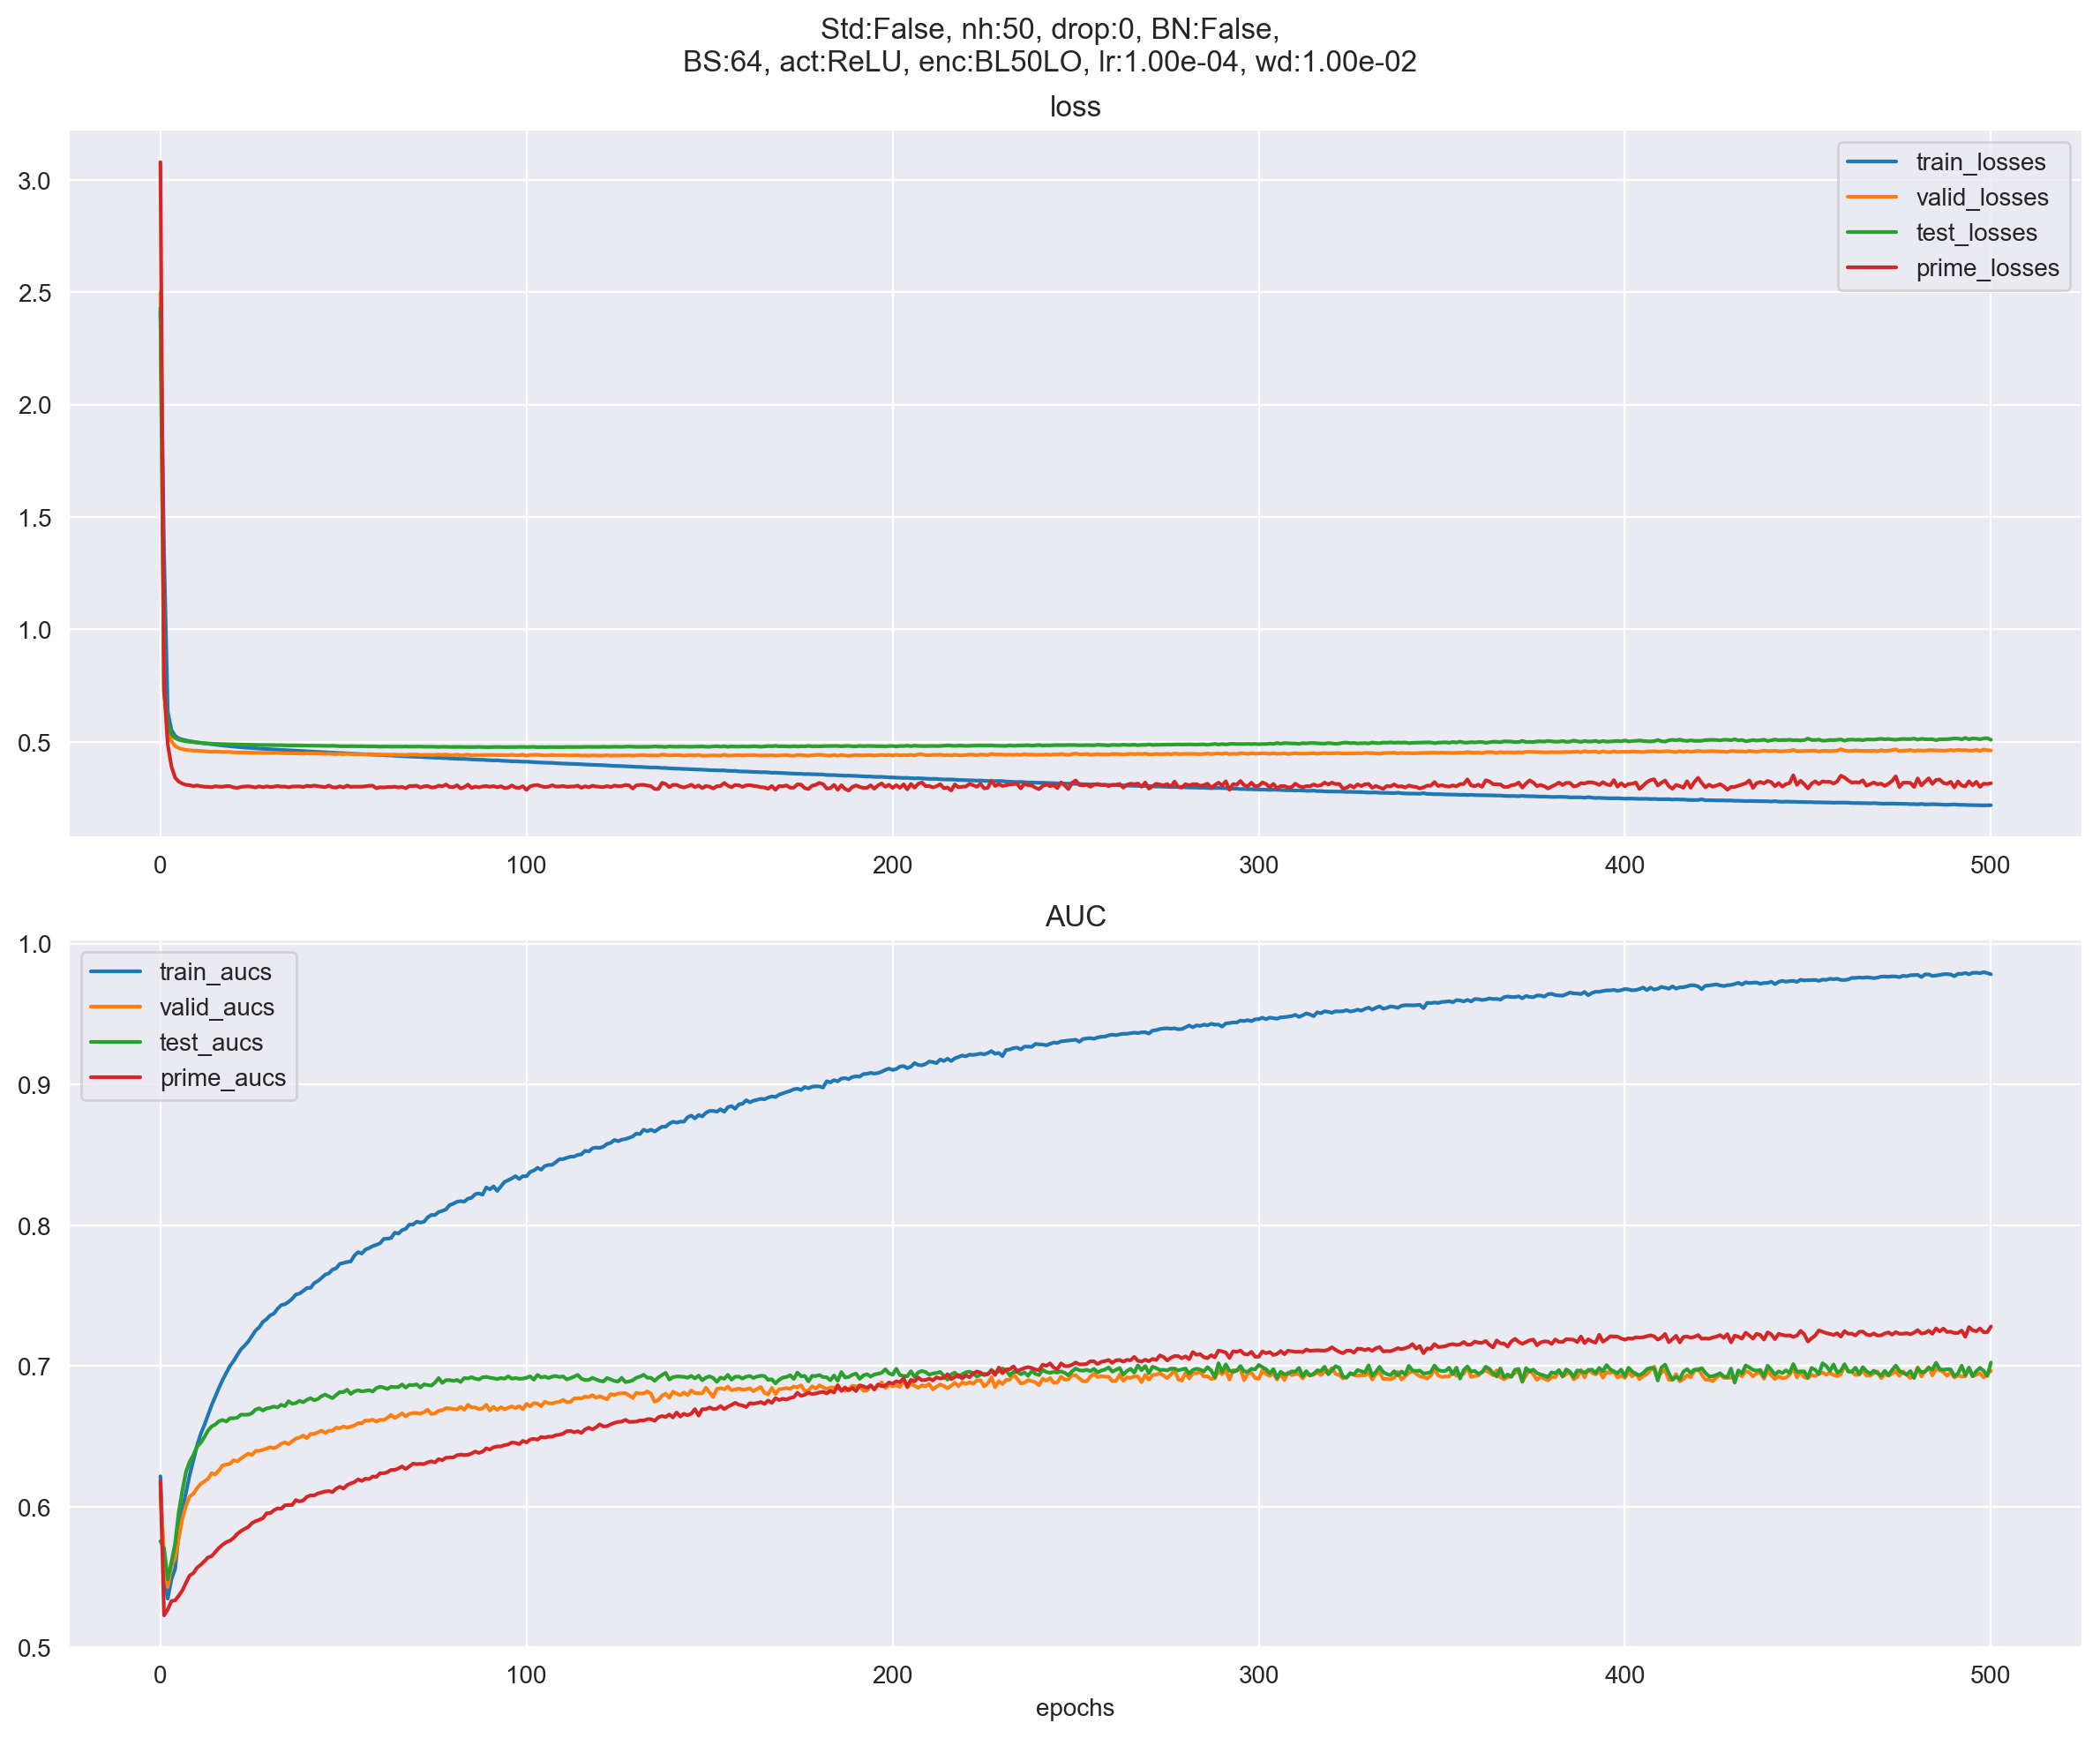 Std:False, nh:50, drop:0, BN:False,
BS:64, act:ReLU, enc:BL50LO, lr:1.00e-04, wd:1.00e-02
loss
3.0
2.5
2.0
1.5
1.0
0.5
train_losses
valid_losses
test_losses
prime_losses
0 100 200 300 400 500
AUC
1.0
0.9
0.8
0.7
0.6
0.5
train_aucs
valid_aucs
test_aucs
prime_aucs
0 100 200 300 400 500
epochs